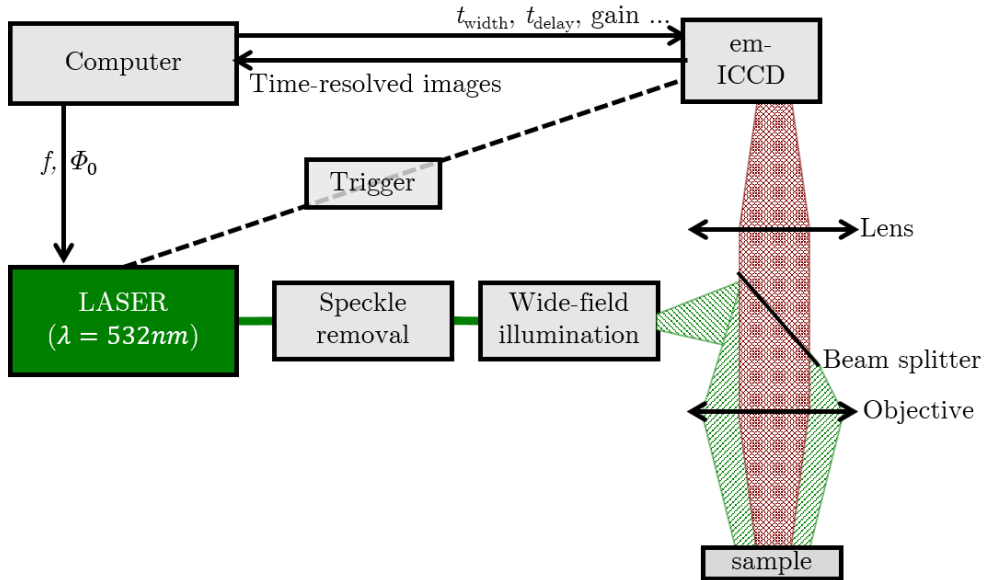 t_width, t_delay, gain ...
Computer
em-
ICCD
Time-resolved images
f, Φ₀
Trigger
Lens
LASER
(λ = 532nm)
Speckle
removal
Wide-field
illumination
Beam splitter
Objective
sample